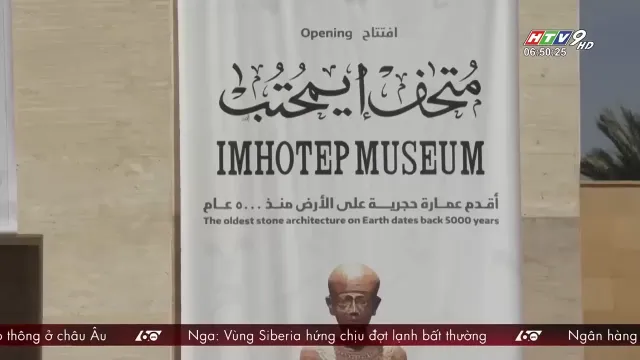 Opening افتتاح
HTV9 HD
06:50:25
متحف إيمحتب
IMHOTEP MUSEUM
أقدم عمارة حجرية على الأرض منذ ٥٠٠٠ عام
The oldest stone architecture on Earth dates back 5000 years
thông ở châu Âu 60 Nga: Vùng Siberia hứng chịu đợt lạnh bất thường 60 Ngân hàng